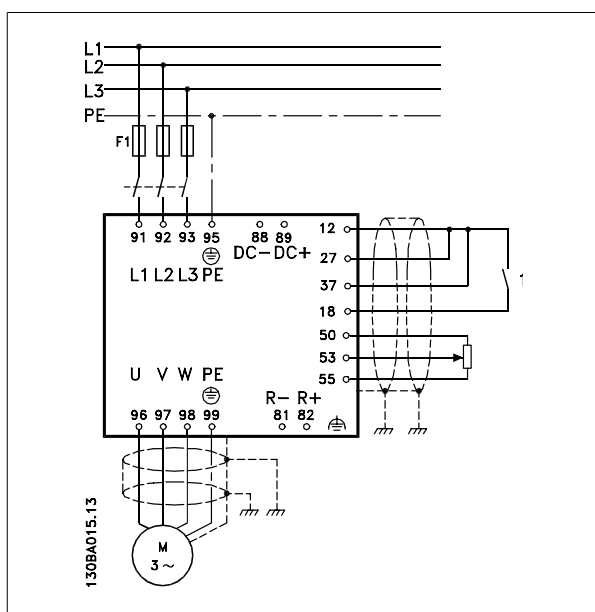 L1
L2
L3
PE
F1
91 92 93 95 88 89
DC- DC+
L1 L2 L3 PE
12
27
37
18
50
53
55
1
U V W PE
R- R+
96 97 98 99 81 82
M
3 ~
130BA015.13